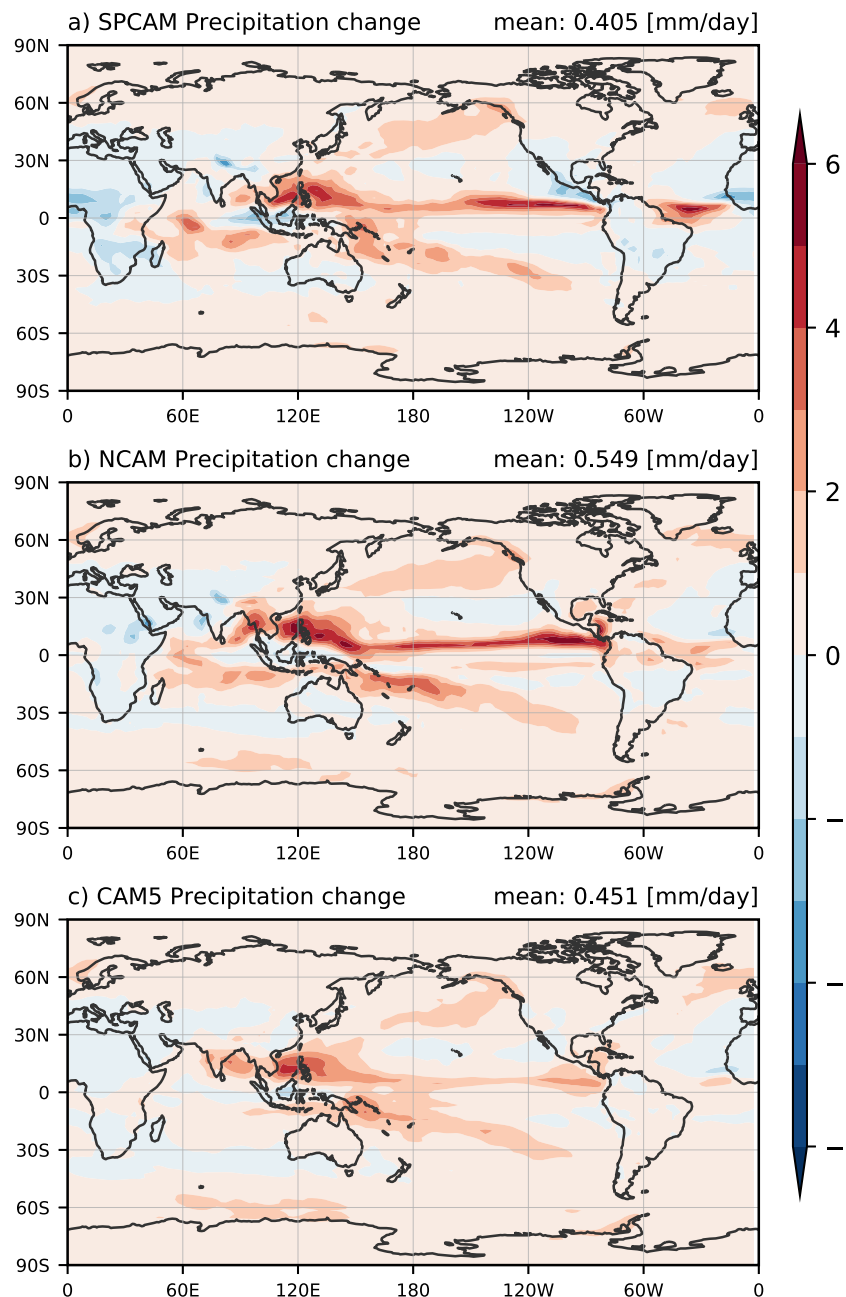 a) SPCAM Precipitation change mean: 0.405 [mm/day]
90N
60N
30N
0
30S
60S
90S
0 60E 120E 180 120W 60W 0
b) NCAM Precipitation change mean: 0.549 [mm/day]
90N
60N
30N
0
30S
60S
90S
0 60E 120E 180 120W 60W 0
c) CAM5 Precipitation change mean: 0.451 [mm/day]
90N
60N
30N
0
30S
60S
90S
0 60E 120E 180 120W 60W 0
6
4
2
0
−
−
−